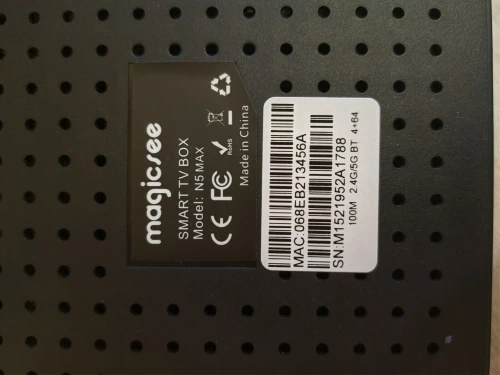 magicsee
SMART TV BOX
Model: N5 MAX
CE FC RoHS
Made in China
MAC:068EB213456A
SN:M1521952A1788
100M 2.4G/5G BT 4+64